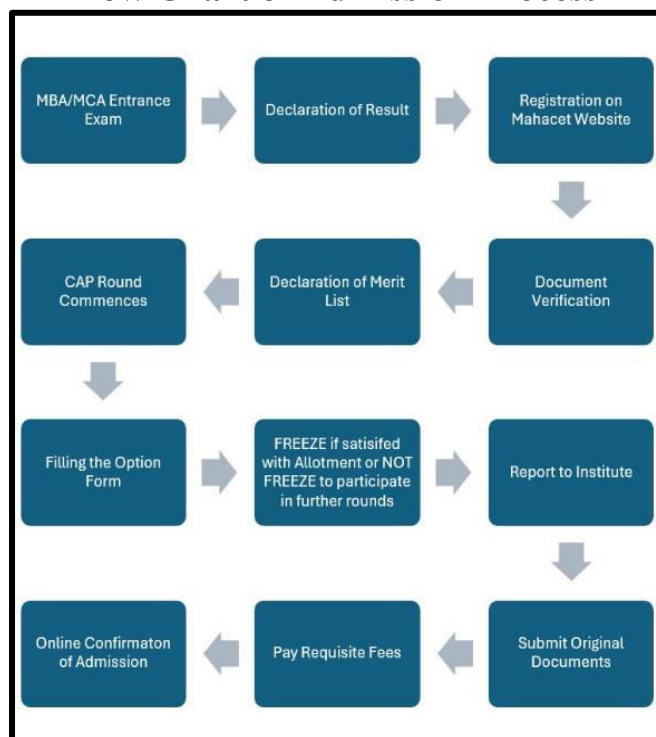 MBA/MCA Entrance
Exam
Declaration of Result
Registration on
Mahacet Website
Document
Verification
Declaration of Merit
List
CAP Round
Commences
Filling the Option
Form
FREEZE if satisifed
with Allotment or NOT
FREEZE to participate
in further rounds
Report to Institute
Submit Original
Documents
Pay Requisite Fees
Online Confirmaton
of Admission